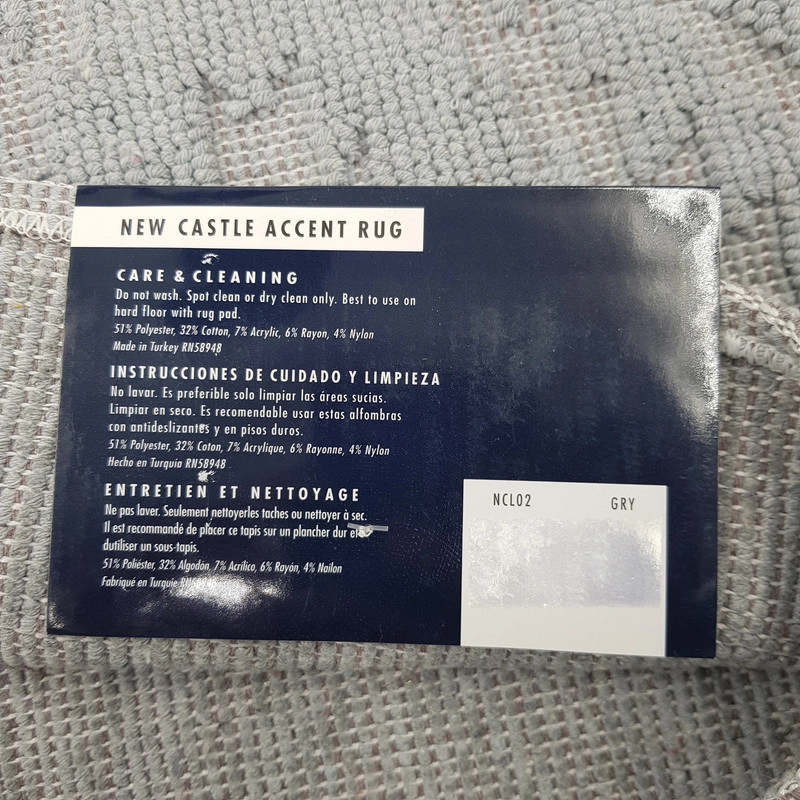 NEW CASTLE ACCENT RUG
CARE & CLEANING
Do not wash. Spot clean or dry clean only. Best to use on
hard floor with rug pad.
51% Polyester, 32% Cotton, 7% Acrylic, 6% Rayon, 4% Nylon
Made in Turkey RN58948
INSTRUCCIONES DE CUIDADO Y LIMPIEZA
No lavar. Es preferible solo limpiar las áreas sucias.
Limpiar en seco. Es recomendable usar estas alfombras
con antideslizantes y en pisos duros.
51% Polyester, 32% Coton, 7% Acrylique, 6% Rayonne, 4% Nylon
Hecho en Turquia RN58948
ENTRETIEN ET NETTOYAGE
Ne pas laver. Seulement nettoyerles taches ou nettoyer à sec.
Il est recommandé de placer ce tapis sur un plancher dur et
dutiliser un sous-tapis.
51% Poliéster, 32% Algodón, 7% Acrílico, 6% Rayón, 4% Nailon
Fabriqué en Turquie RN58948
NCL02 GRY